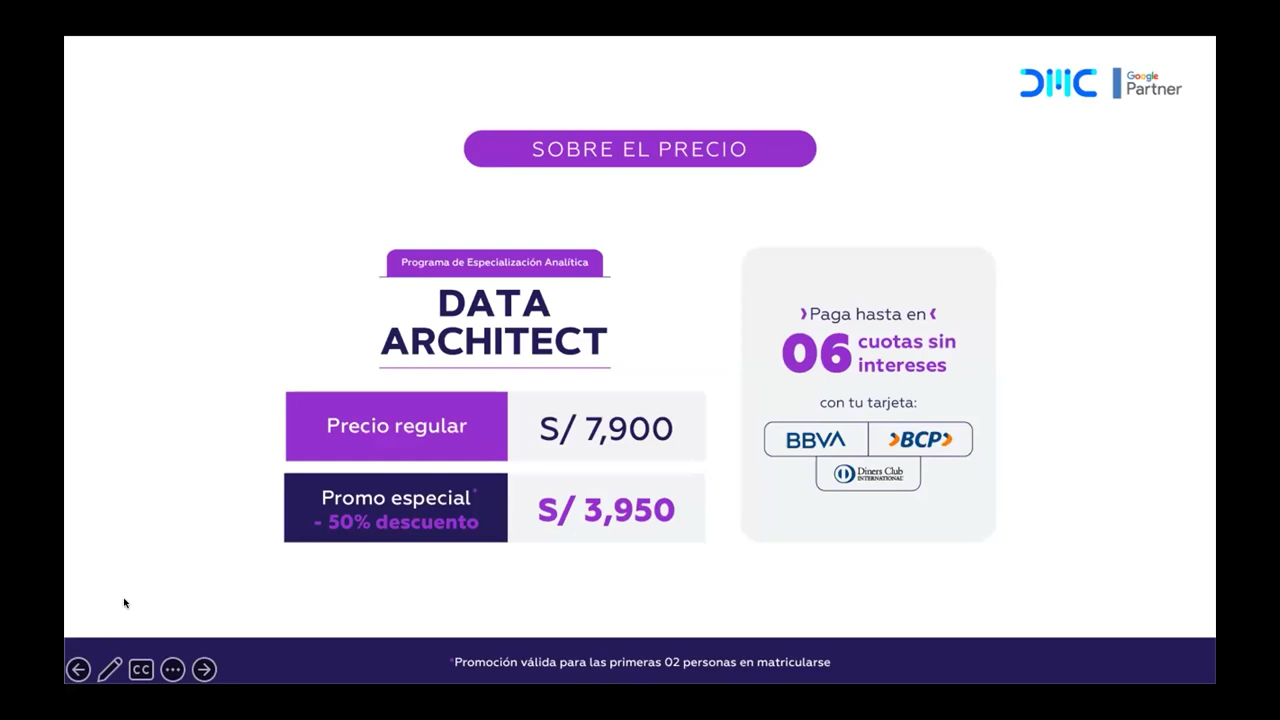 DMC
Google
Partner
SOBRE EL PRECIO
Programa de Especialización Analítica
DATA
ARCHITECT
Precio regular
S/ 7,900
Promo especial*
- 50% descuento
S/ 3,950
Paga hasta en
06 cuotas sin
intereses
con tu tarjeta:
BBVA
BCP
Diners Club
INTERNATIONAL
CC
*Promoción válida para las primeras 02 personas en matricularse